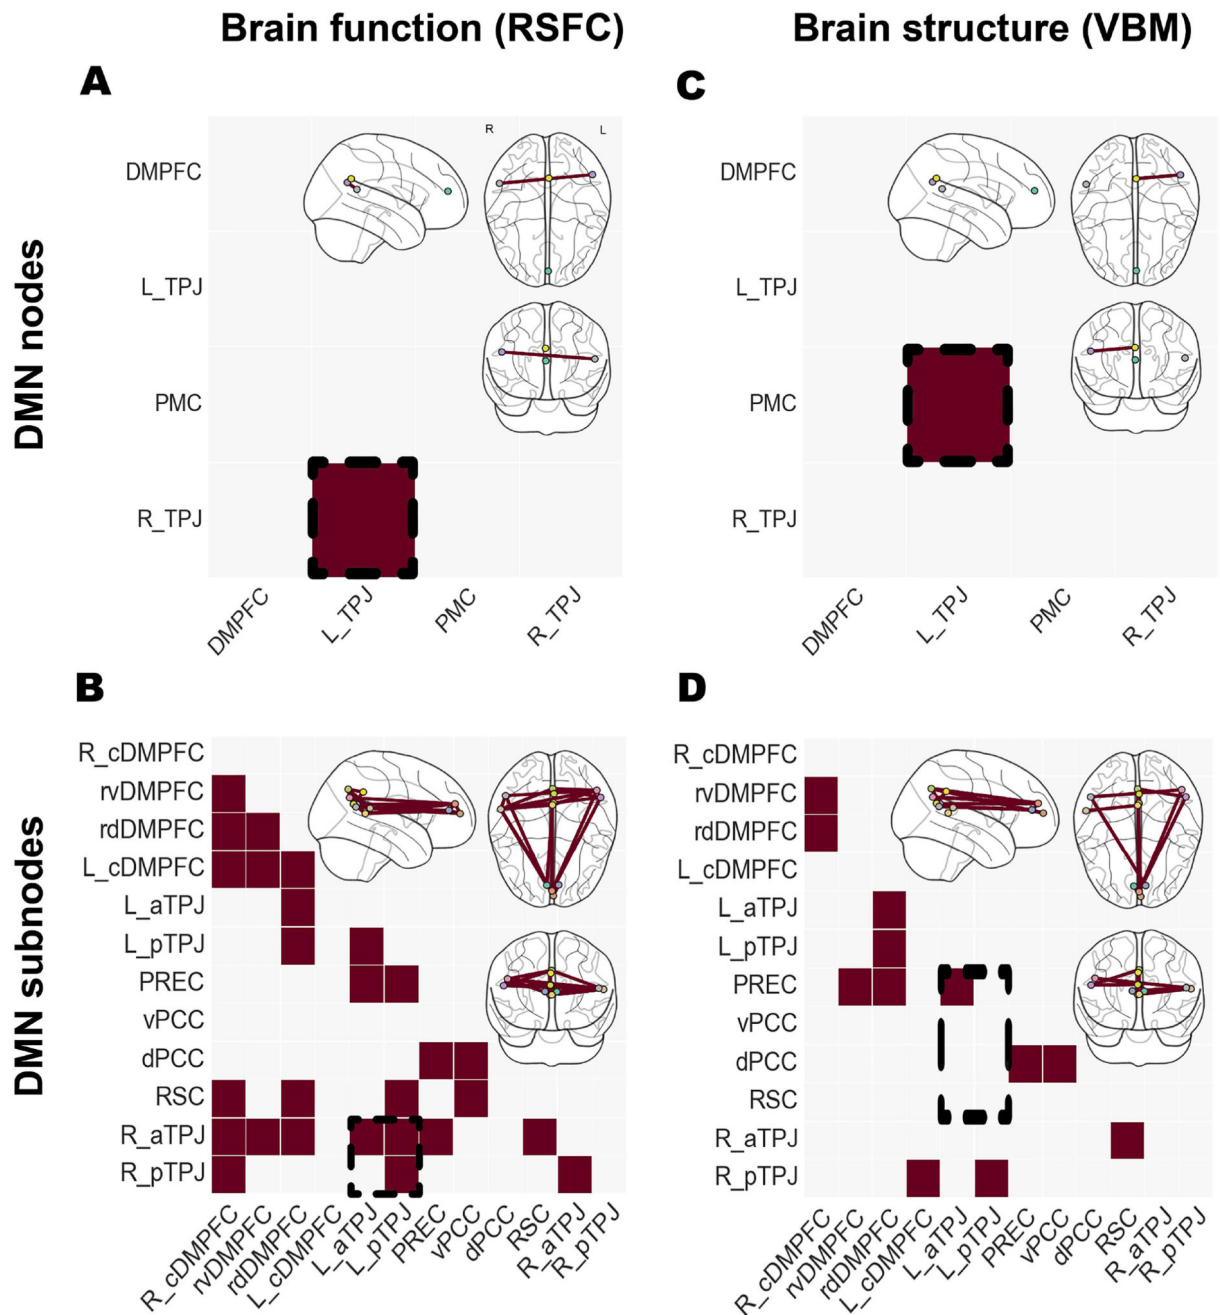 Brain function (RSFC)
Brain structure (VBM)
A
C
DMN nodes
DMPFC
L_TPJ
PMC
R_TPJ
R
L
DMPFC
L_TPJ
PMC
R_TPJ
DMPFC
L_TPJ
PMC
R_TPJ
DMPFC
L_TPJ
PMC
R_TPJ
B
D
DMN subnodes
R_cDMPFC
rvDMPFC
rdDMPFC
L_cDMPFC
L_aTPJ
L_pTPJ
PREC
vPCC
dPCC
RSC
R_aTPJ
R_pTPJ
R_cDMPFC
rvDMPFC
rdDMPFC
L_cDMPFC
L_aTPJ
L_pTPJ
PREC
vPCC
dPCC
RSC
R_aTPJ
R_pTPJ
R_cDMPFC
rvDMPFC
rdDMPFC
L_cDMPFC
L_aTPJ
L_pTPJ
PREC
vPCC
dPCC
RSC
R_aTPJ
R_pTPJ
R_cDMPFC
rvDMPFC
rdDMPFC
L_cDMPFC
L_aTPJ
L_pTPJ
PREC
vPCC
dPCC
RSC
R_aTPJ
R_pTPJ